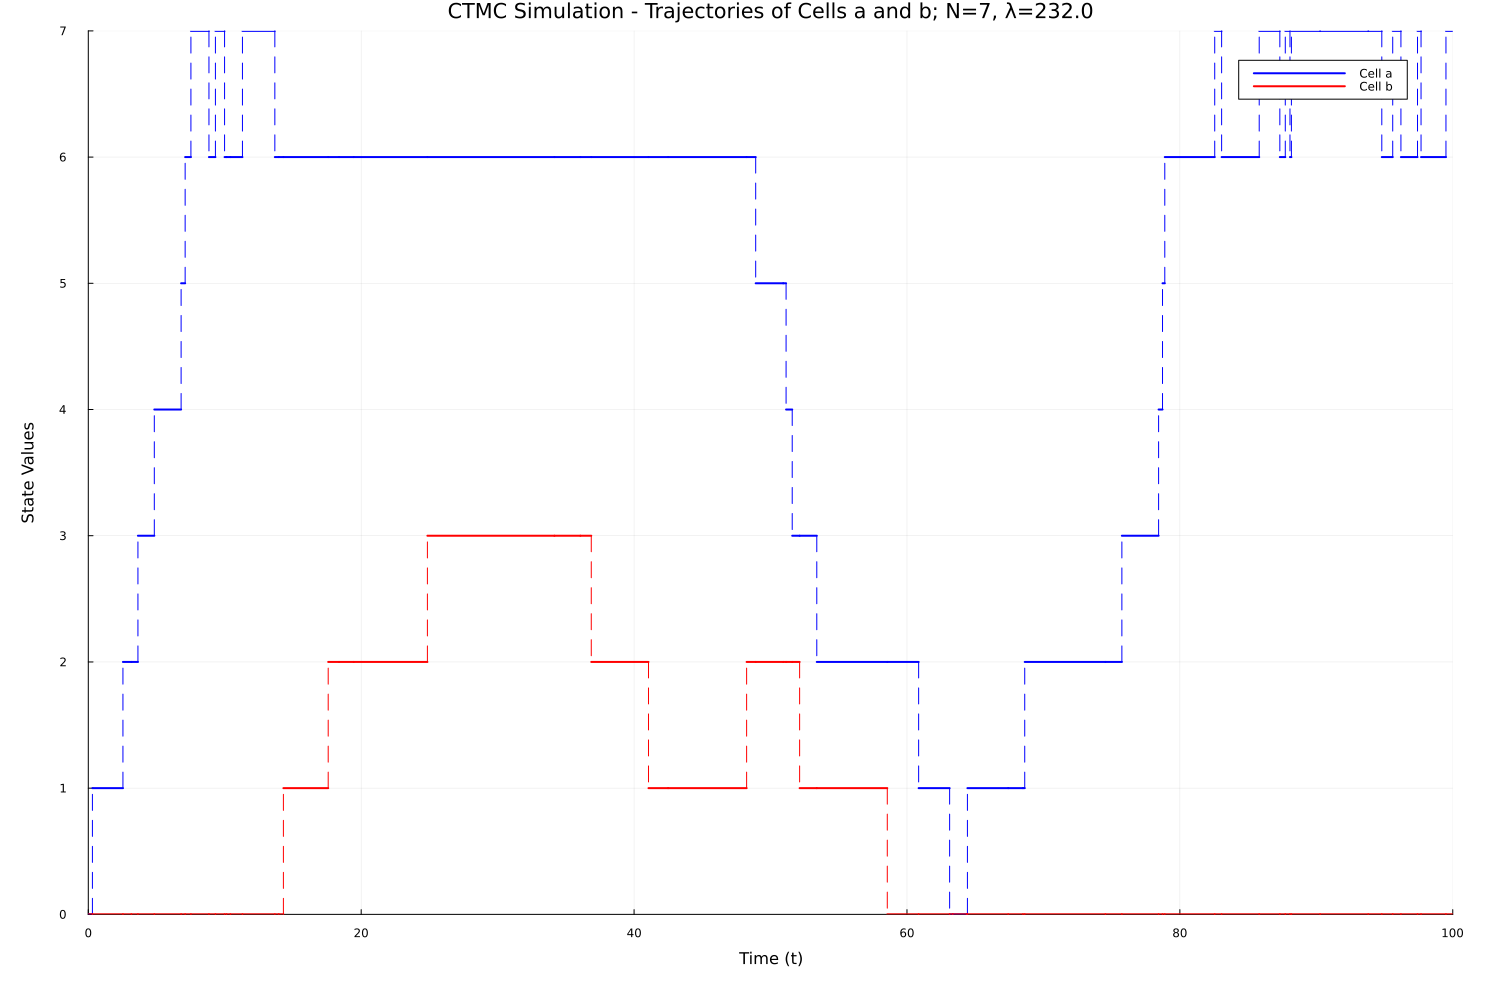 CTMC Simulation - Trajectories of Cells a and b; N=7, λ=232.0
7
Cell a
Cell b
6
5
4
State Values
3
2
1
0
0 20 40 60 80 100
Time (t)